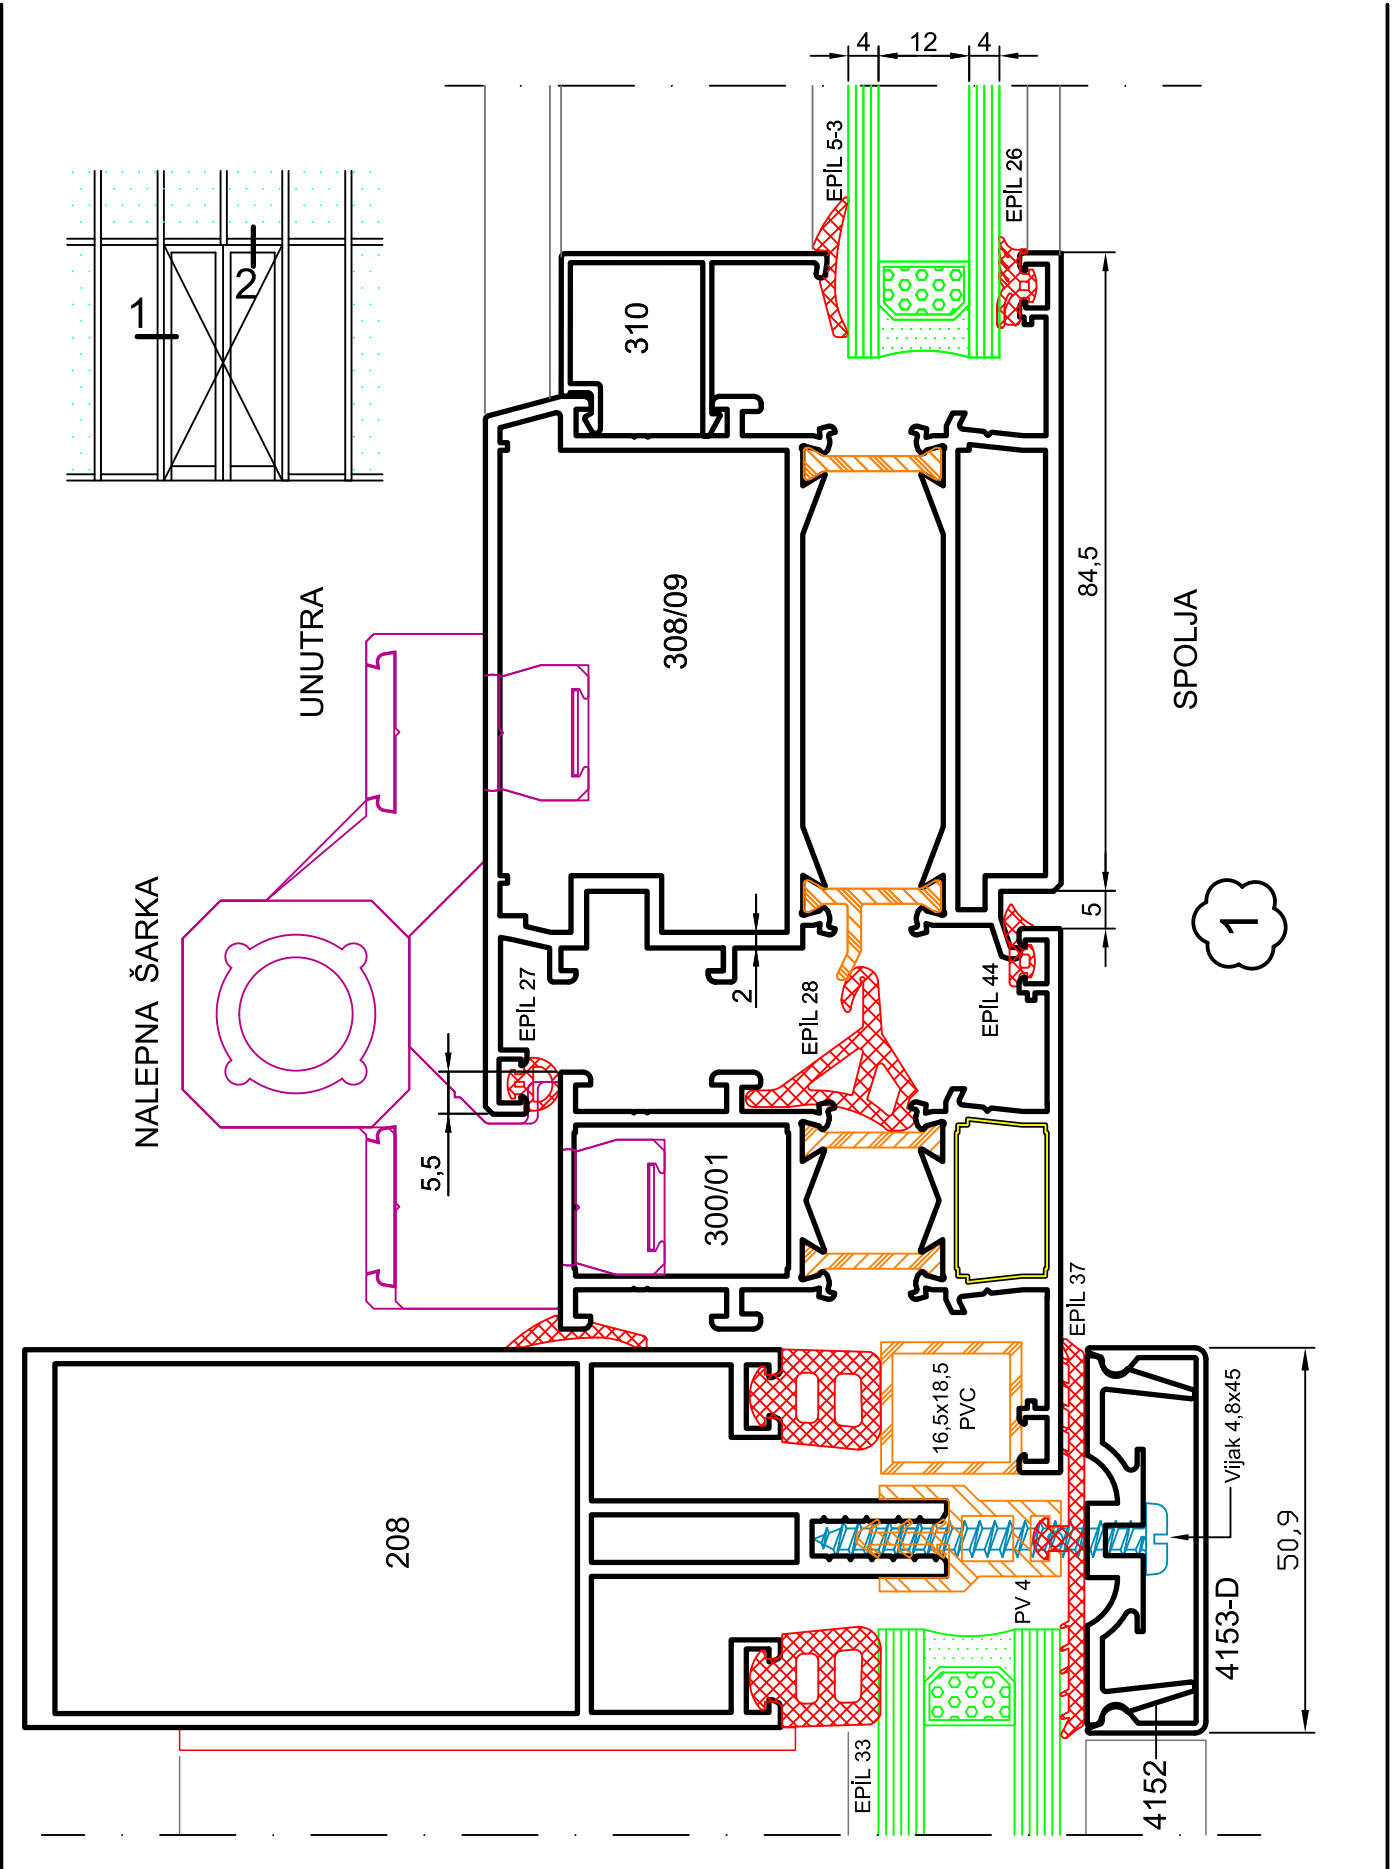 4
12
4
EPİL 5-3
EPİL 26
1
2
310
UNUTRA
308/09
84,5
SPOLJA
NALEPNA ŠARKA
5
1
EPİL 27
2
EPİL 28
EPİL 44
5,5
300/01
EPİL 37
16,5x18,5
PVC
Vijak 4,8x45
208
50,9
PV 4
4153-D
EPİL 33
4152